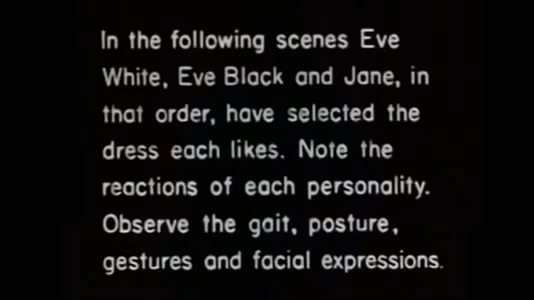 In the following scenes Eve
White, Eve Black and Jane, in
that order, have selected the
dress each likes. Note the
reactions of each personality.
Observe the gait, posture,
gestures and facial expressions.